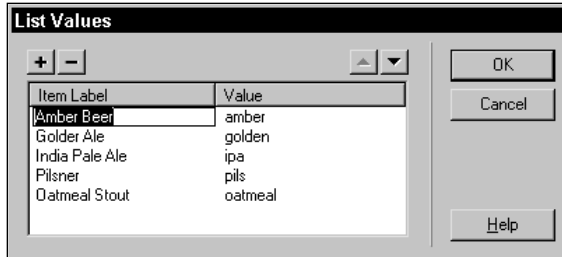 List Values
+ −
OK
Item Label Value
Cancel
Amber Beer amber
Golder Ale golden
India Pale Ale ipa
Pilsner pils
Oatmeal Stout oatmeal
Help